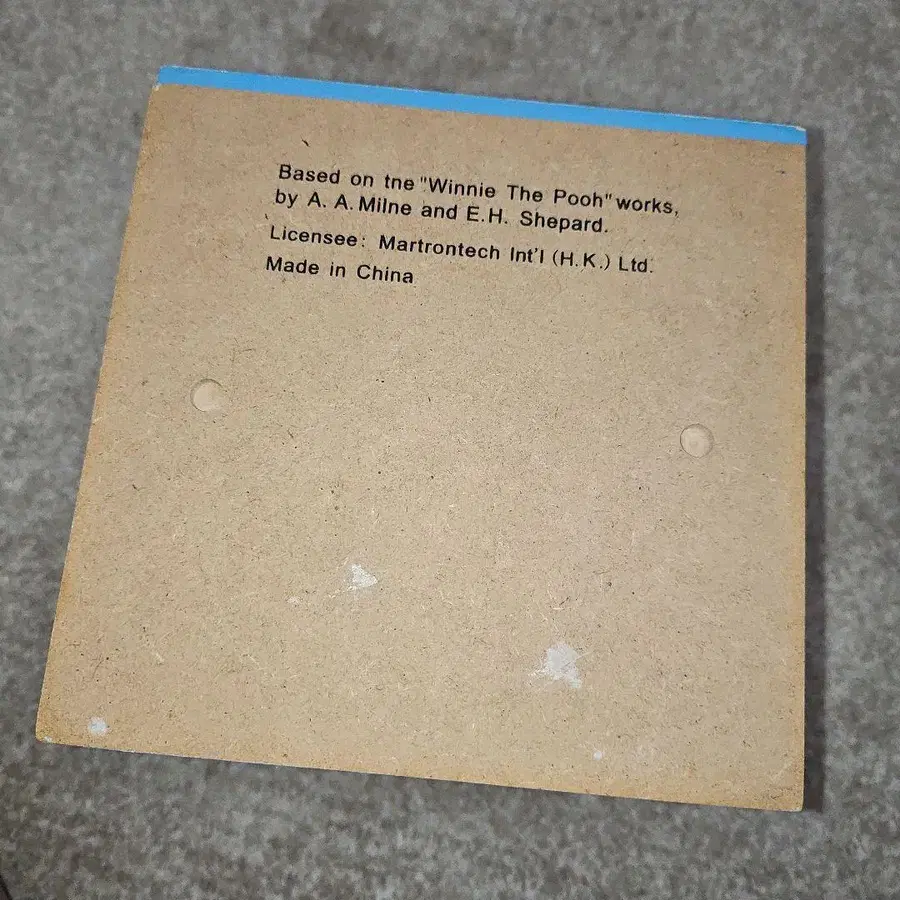 Based on tne "Winnie The Pooh" works,
by A. A. Milne and E.H. Shepard.
Licensee: Martrontech Int'l (H.K.) Ltd.
Made in China